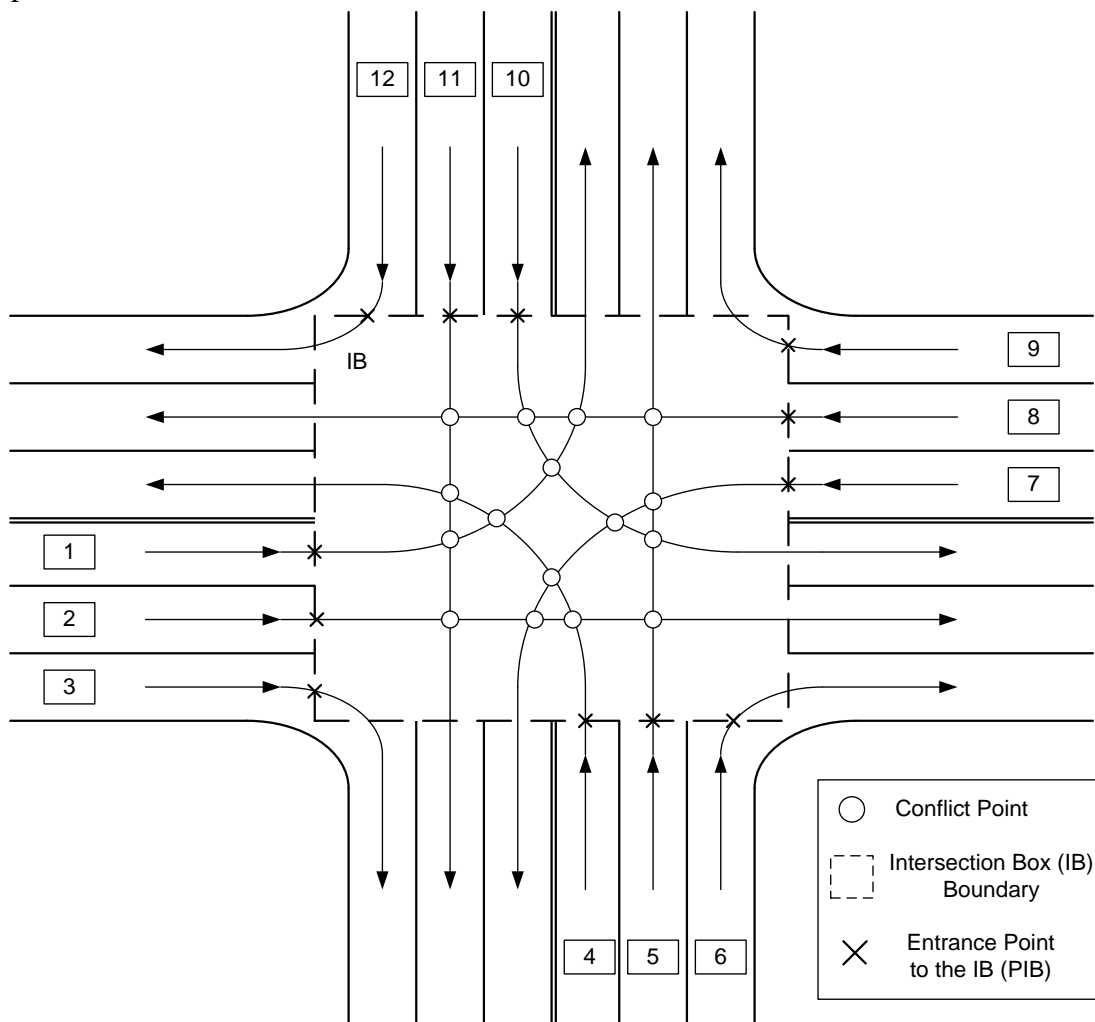 12
11
10
IB
9
8
7
1
2
3
4
5
6
Conflict Point
Intersection Box (IB)
Boundary
Entrance Point
to the IB (PIB)